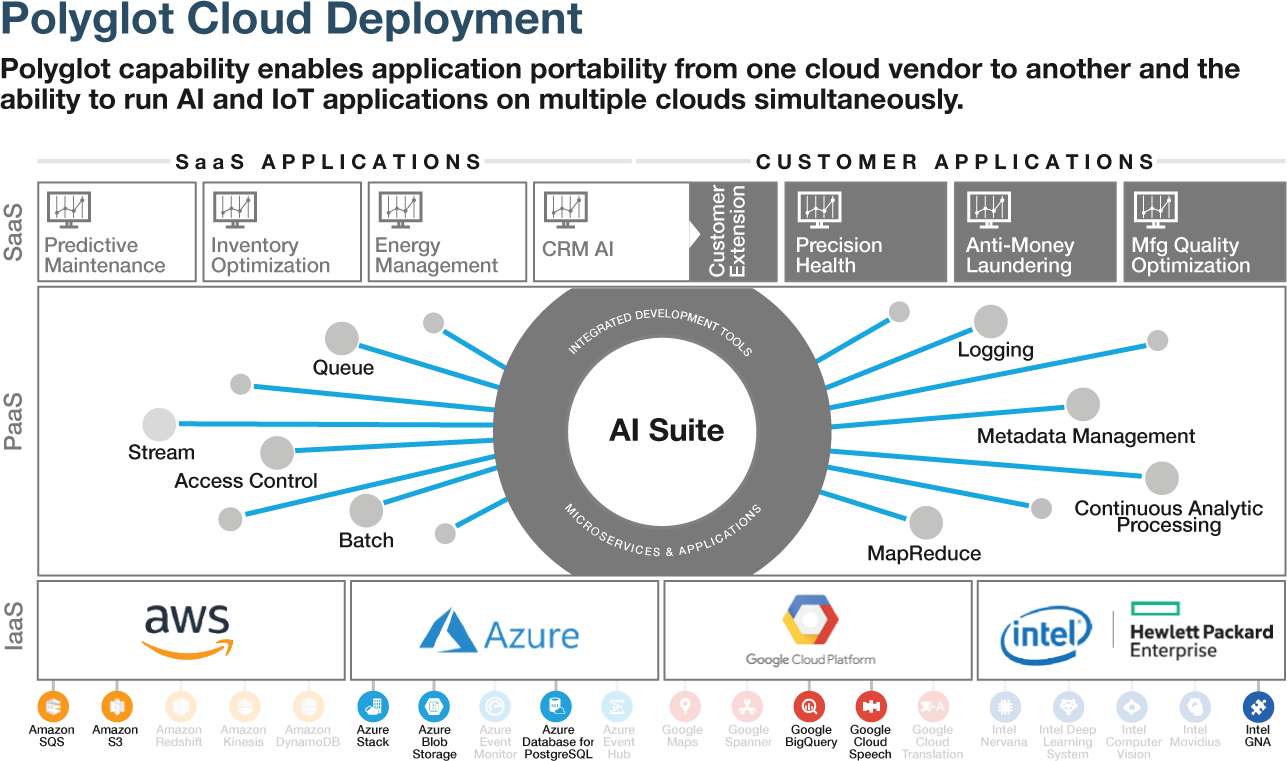 Polyglot Cloud Deployment
Polyglot capability enables application portability from one cloud vendor to another and the
ability to run AI and IoT applications on multiple clouds simultaneously.
SaaS APPLICATIONS
CUSTOMER APPLICATIONS
SaaS
Predictive
Maintenance
Inventory
Optimization
Energy
Management
CRM AI
Customer
Extension
Precision
Health
Anti-Money
Laundering
Mfg Quality
Optimization
PaaS
Queue
Stream
Access Control
Batch
INTEGRATED DEVELOPMENT TOOLS
AI Suite
MICROSERVICES & APPLICATIONS
Logging
Metadata Management
Continuous Analytic
Processing
MapReduce
IaaS
aws
Azure
Google Cloud Platform
intel
Hewlett Packard
Enterprise
Amazon
SQS
Amazon
S3
Amazon
Redshift
Amazon
Kinesis
Amazon
DynamoDB
Azure
Stack
Azure
Blob
Storage
Azure
Event
Monitor
Azure
Database for
PostgreSQL
Azure
Event
Hub
Google
Maps
Google
Spanner
Google
BigQuery
Google
Cloud
Speech
Google
Cloud
Translation
Intel
Nervana
Intel Deep
Learning
System
Intel
Computer
Vision
Intel
Movidius
Intel
GNA